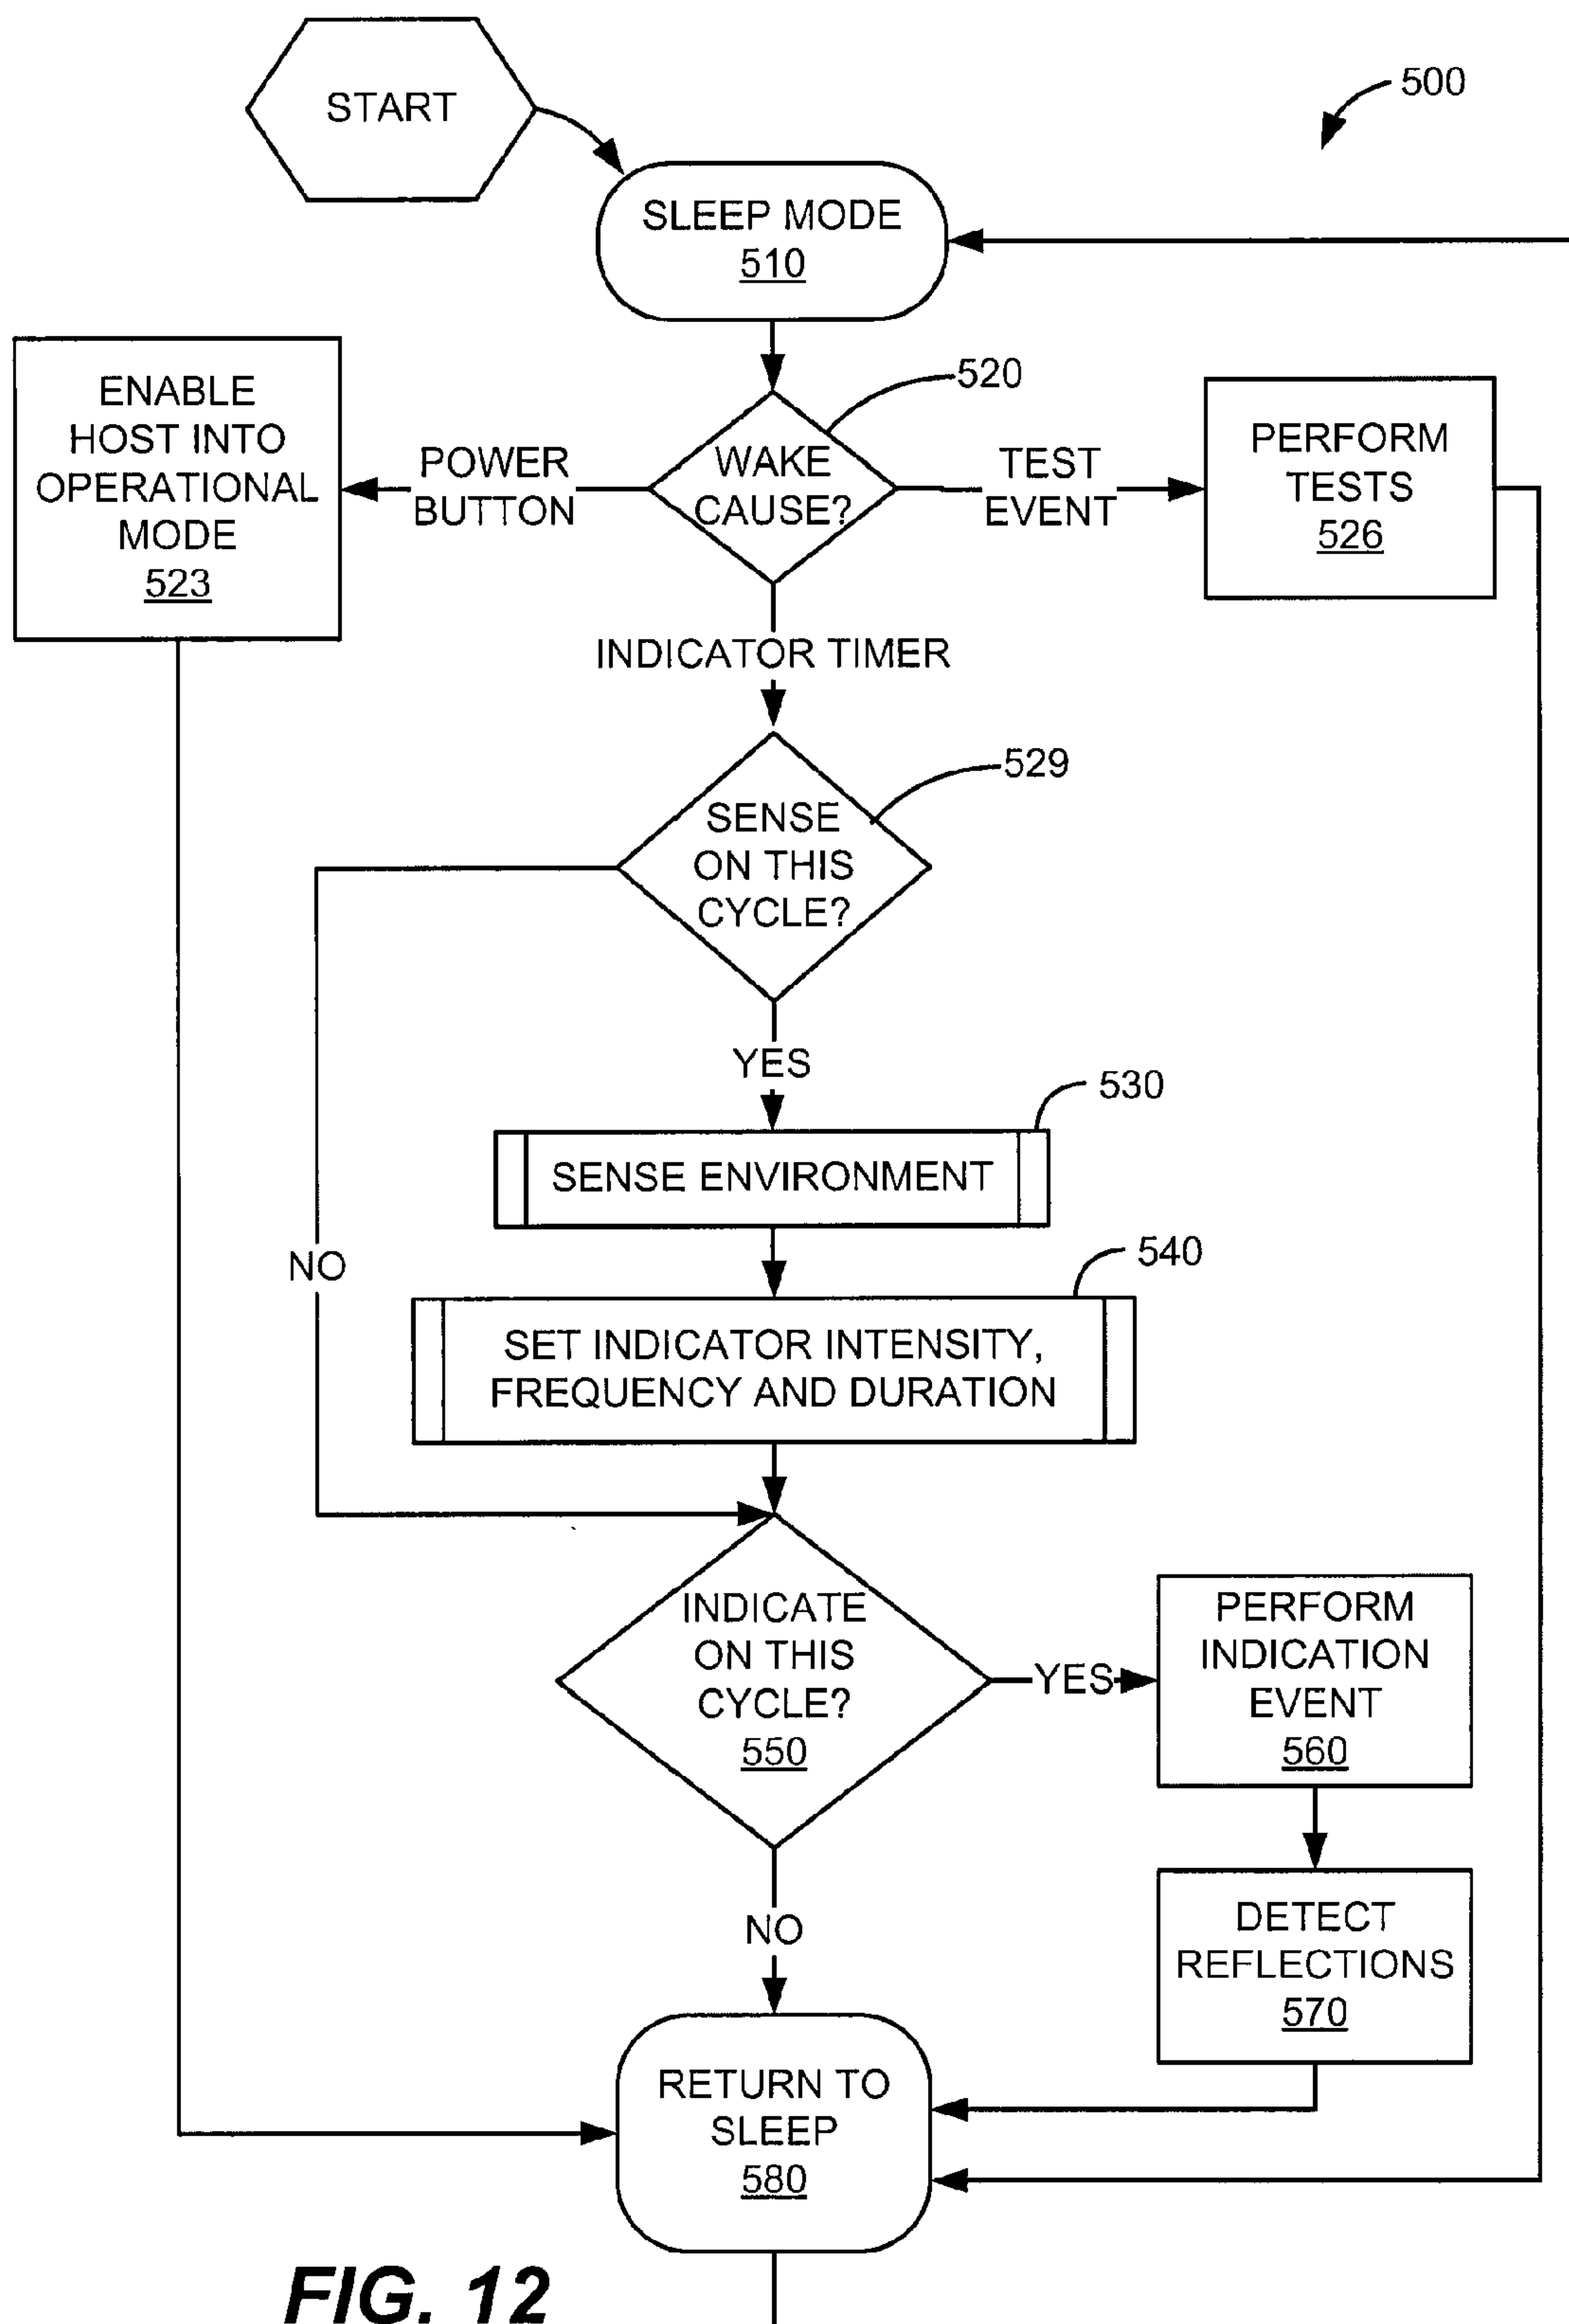 START
500
SLEEP MODE
510
520
ENABLE
HOST INTO
OPERATIONAL
MODE
523
POWER
BUTTON
WAKE
CAUSE?
TEST
EVENT
PERFORM
TESTS
526
INDICATOR TIMER
529
SENSE
ON THIS
CYCLE?
YES
530
SENSE ENVIRONMENT
NO
540
SET INDICATOR INTENSITY,
FREQUENCY AND DURATION
INDICATE
ON THIS
CYCLE?
550
YES
PERFORM
INDICATION
EVENT
560
NO
DETECT
REFLECTIONS
570
RETURN TO
SLEEP
580
FIG. 12